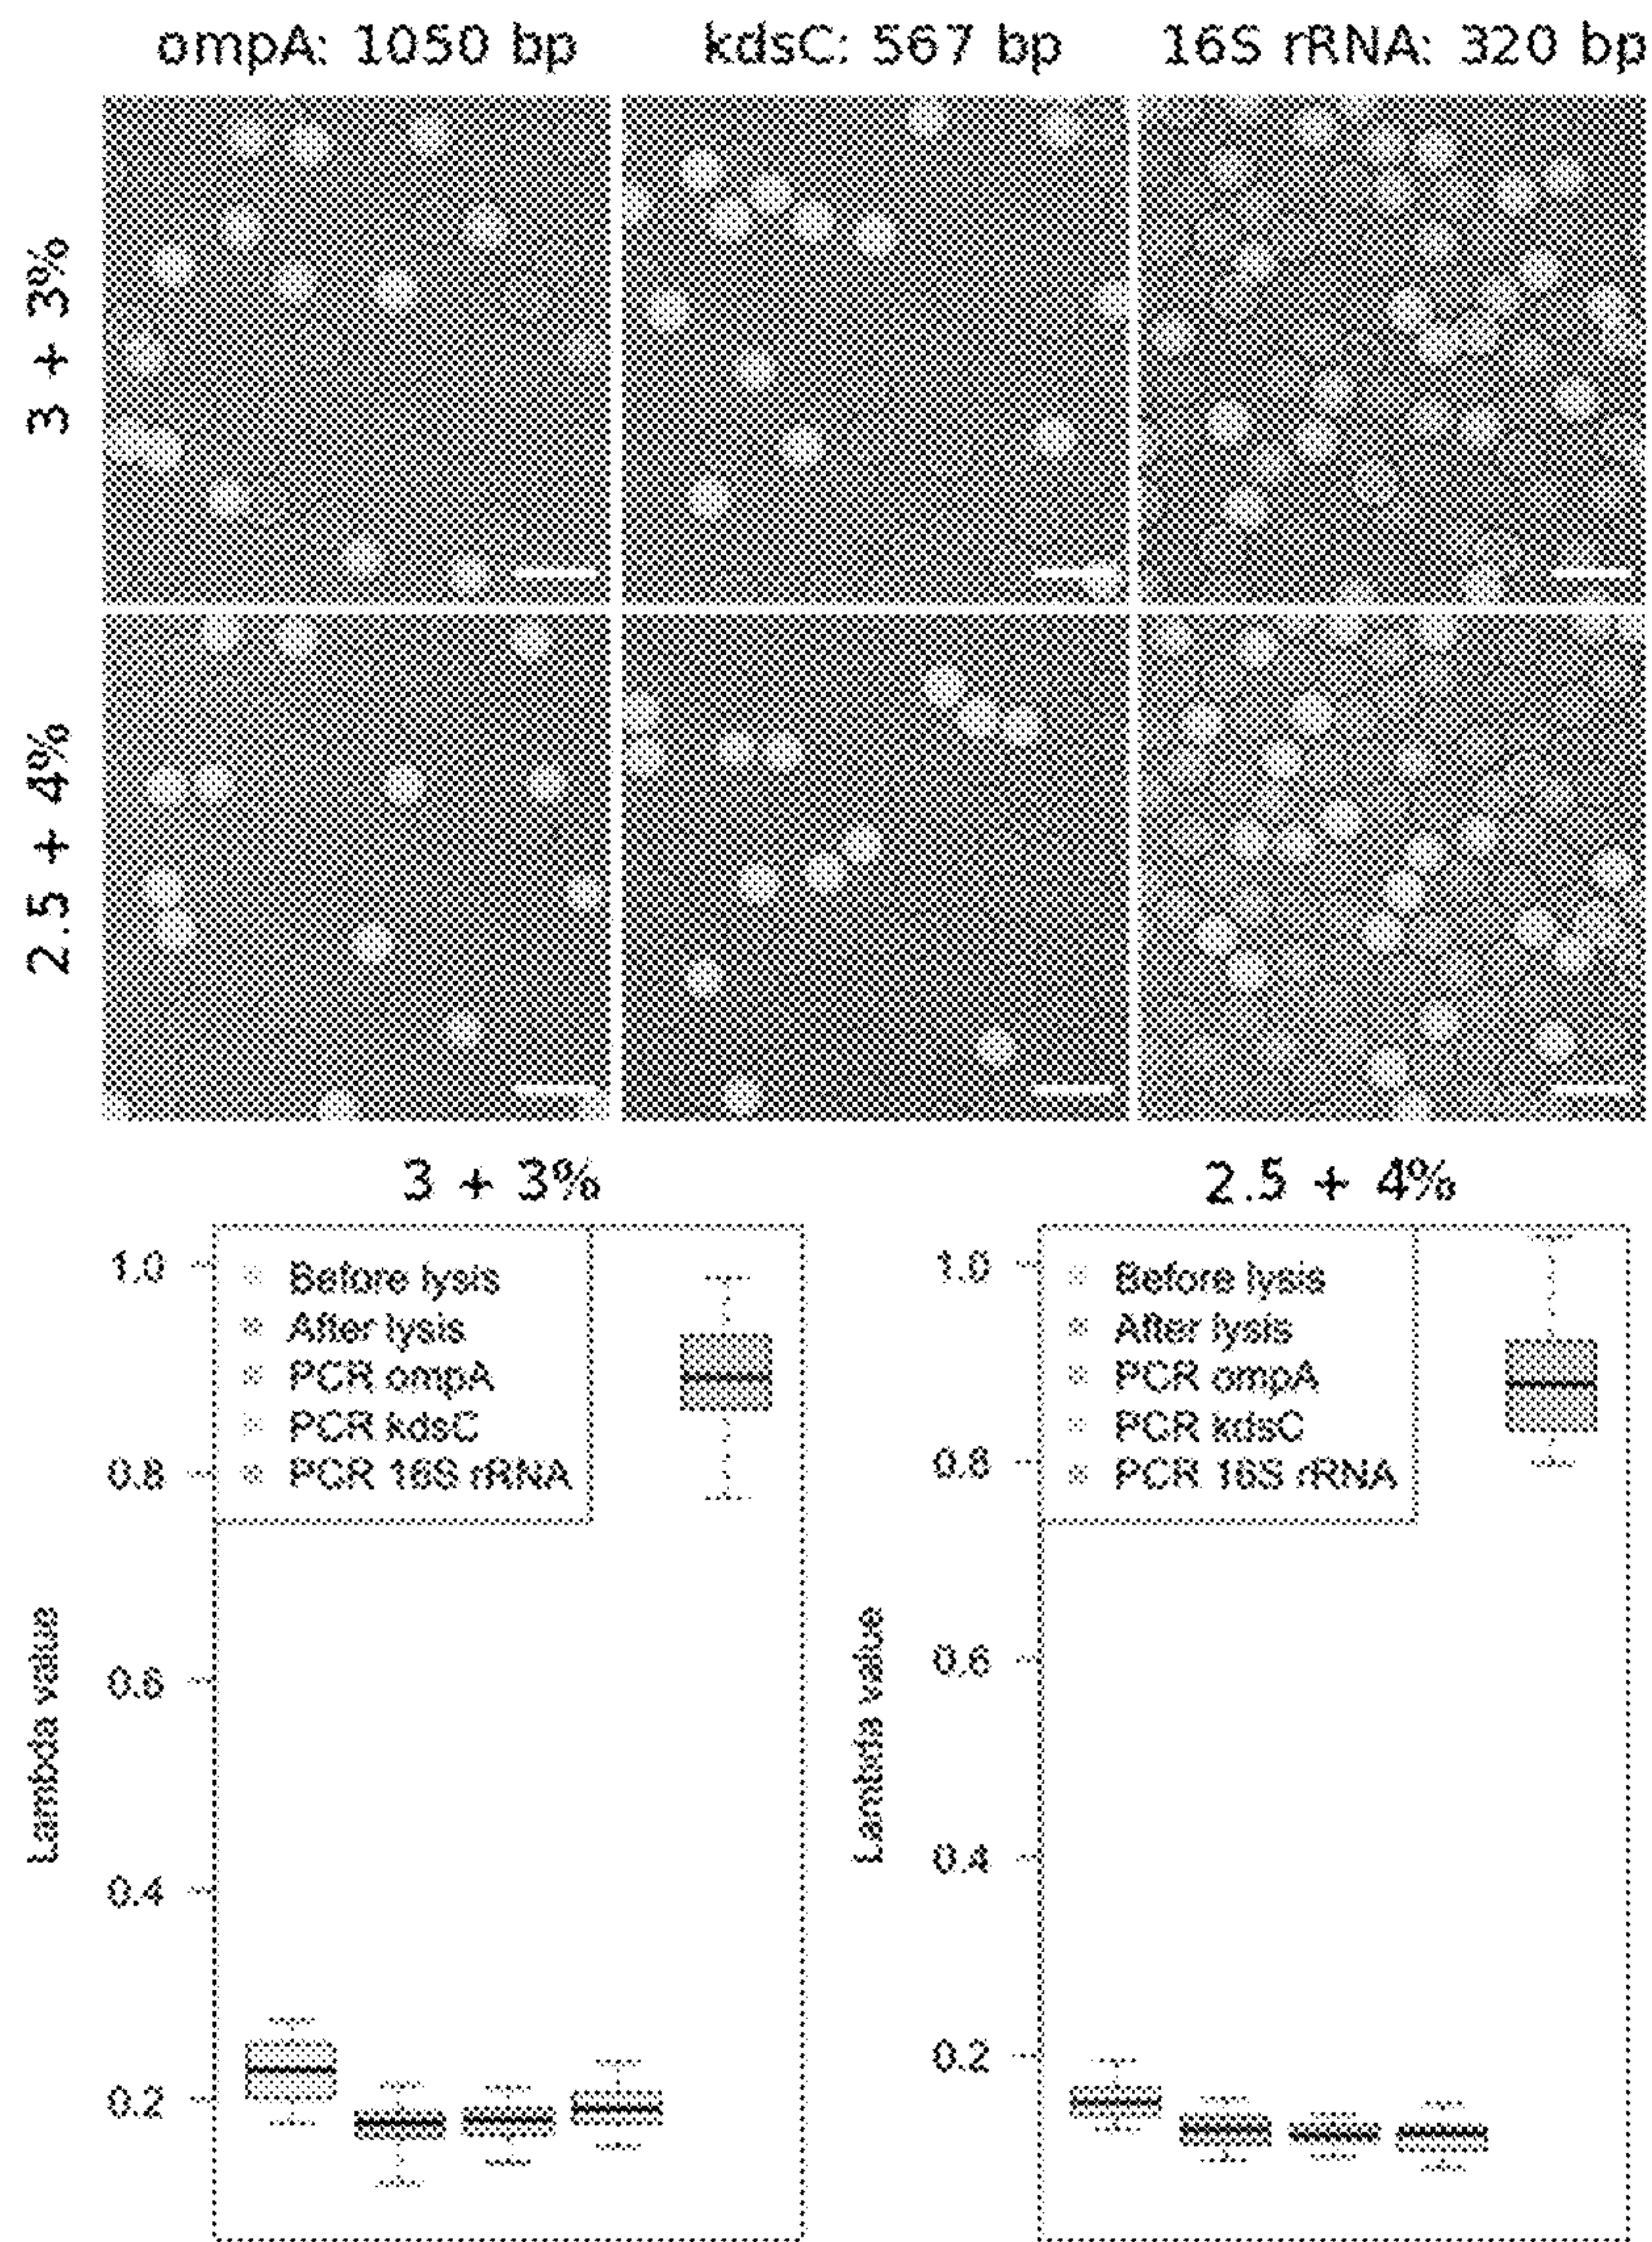 ompA: 1050 bp kdsC: 567 bp 16S rRNA: 320 bp
3 + 3%
2.5 + 4%
3 + 3%
1.0
0.8
0.6
0.4
0.2
Lambda value
Before lysis
After lysis
PCR ompA
PCR kdsC
PCR 16S rRNA
2.5 + 4%
1.0
0.8
0.6
0.4
0.2
Lambda value
Before lysis
After lysis
PCR ompA
PCR kdsC
PCR 16S rRNA